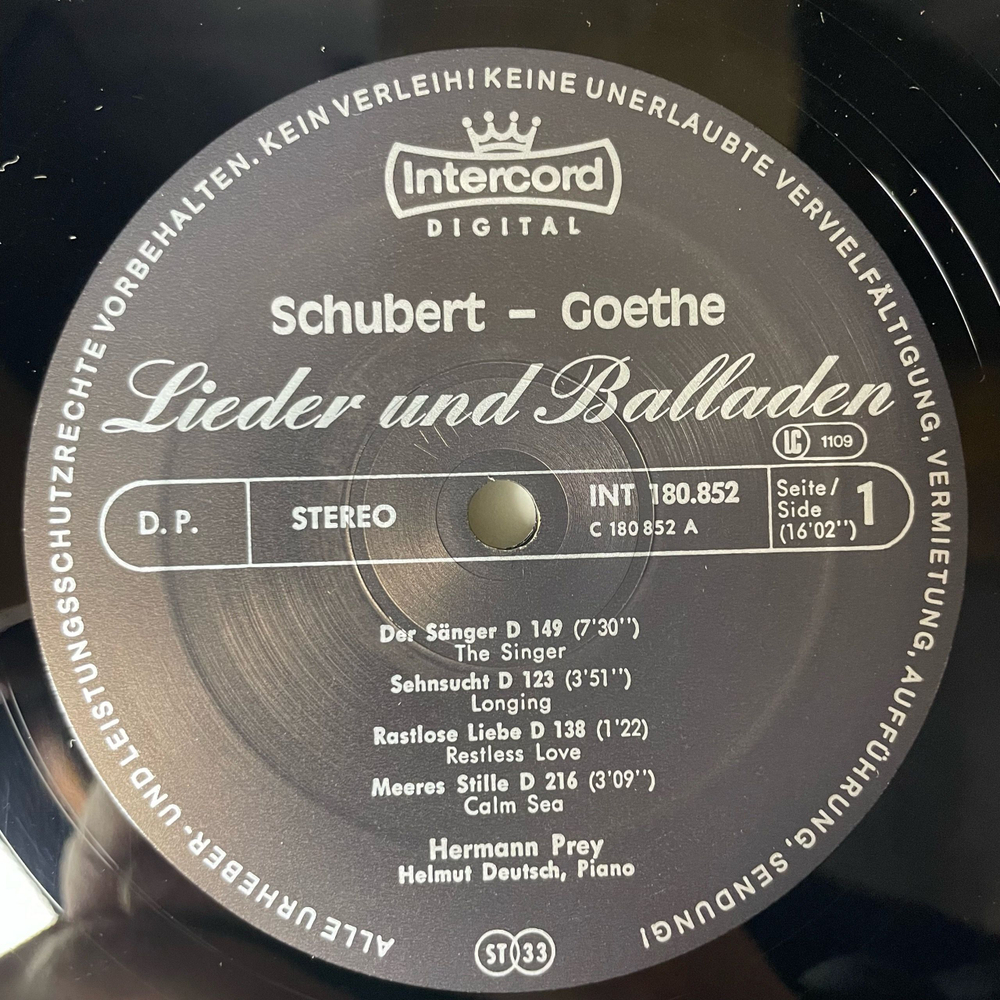 ALLE URHEBER- UND LEISTUNGSSCHUTZRECHTE VORBEHALTEN. KEIN VERLEIH! KEINE UNERLAUBTE VERVIELFÄLTIGUNG, VERMIETUNG, AUFFÜHRUNG, SENDUNG!
Intercord
DIGITAL
Schubert – Goethe
Lieder und Balladen
LC 1109
D. P. STEREO INT 180.852 Seite/ 1
C 180 852 A Side
(16'02'')
Der Sänger D 149 (7'30'')
The Singer
Sehnsucht D 123 (3'51'')
Longing
Rastlose Liebe D 138 (1'22)
Restless Love
Meeres Stille D 216 (3'09'')
Calm Sea
Hermann Prey
Helmut Deutsch, Piano
ST 33